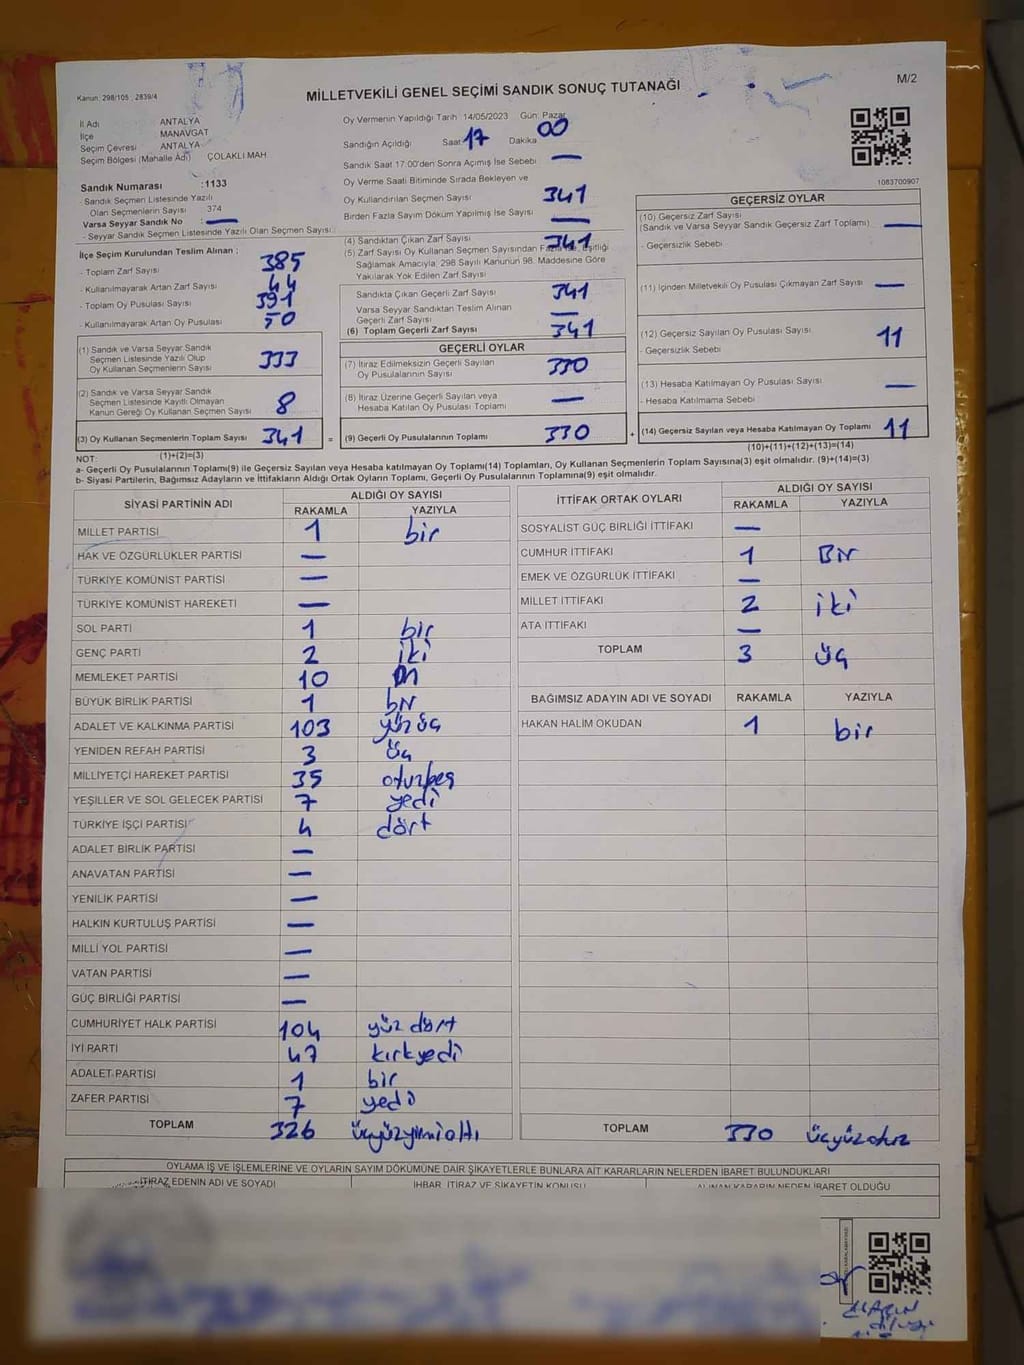 Kanun: 298/105 , 2839/4
MİLLETVEKİLİ GENEL SEÇİMİ SANDIK SONUÇ TUTANAĞI
M/2
İl Adı ANTALYA
İlçe MANAVGAT
Seçim Çevresi ANTALYA
Seçim Bölgesi (Mahalle Adı) ÇOLAKLI MAH
Sandık Numarası :1133
- Sandık Seçmen Listesinde Yazılı
Olan Seçmenlerin Sayısı 374
Varsa Seyyar Sandık No : —
- Seyyar Sandık Seçmen Listesinde Yazılı Olan Seçmen Sayısı
İlçe Seçim Kurulundan Teslim Alınan ;
- Toplam Zarf Sayısı 385
- Kullanılmayarak Artan Zarf Sayısı 44
- Toplam Oy Pusulası Sayısı 391
- Kullanılmayarak Artan Oy Pusulası 50
(1) Sandık ve Varsa Seyyar Sandık
Seçmen Listesinde Yazılı Olup
Oy Kullanan Seçmenlerin Sayısı 333
(2) Sandık ve Varsa Seyyar Sandık
Seçmen Listesinde Kayıtlı Olmayan
Kanun Gereği Oy Kullanan Seçmen Sayısı 8
(3) Oy Kullanan Seçmenlerin Toplam Sayısı 341 =
Oy Vermenin Yapıldığı Tarih 14/05/2023 Gün: Pazar
Sandığın Açıldığı Saat 17 Dakika 00
Sandık Saat 17:00'den Sonra Açımış İse Sebebi —
Oy Verme Saati Bitiminde Sırada Bekleyen ve
Oy Kullandırılan Seçmen Sayısı 341
Birden Fazla Sayım Döküm Yapılmış İse Sayısı —
(4) Sandıktan Çıkan Zarf Sayısı 341
(5) Zarf Sayısı Oy Kullanan Seçmen Sayısından Fazla İse, Eşitliği
Sağlamak Amacıyla, 298 Sayılı Kanunun 98. Maddesine Göre
Yakılarak Yok Edilen Zarf Sayısı
Sandıkta Çıkan Geçerli Zarf Sayısı 341
Varsa Seyyar Sandıktan Teslim Alınan
Geçerli Zarf Sayısı —
(6) Toplam Geçerli Zarf Sayısı 341
GEÇERLİ OYLAR
(7) İtiraz Edilmeksizin Geçerli Sayılan
Oy Pusulalarının Sayısı 330
(8) İtiraz Üzerine Geçerli Sayılan veya
Hesaba Katılan Oy Pusulası Toplamı —
(9) Geçerli Oy Pusulalarının Toplamı 330 +
1083700907
GEÇERSİZ OYLAR
(10) Geçersiz Zarf Sayısı
(Sandık ve Varsa Seyyar Sandık Geçersiz Zarf Toplamı) —
- Geçersizlik Sebebi
(11) İçinden Milletvekili Oy Pusulası Çıkmayan Zarf Sayısı —
(12) Geçersiz Sayılan Oy Pusulası Sayısı 11
- Geçersizlik Sebebi
(13) Hesaba Katılmayan Oy Pusulası Sayısı —
- Hesaba Katılmama Sebebi
(14) Geçersiz Sayılan veya Hesaba Katılmayan Oy Toplamı 11
NOT: (1)+(2)=(3) (10)+(11)+(12)+(13)=(14)
a- Geçerli Oy Pusulalarının Toplamı(9) ile Geçersiz Sayılan veya Hesaba katılmayan Oy Toplamı(14) Toplamları, Oy Kullanan Seçmenlerin Toplam Sayısına(3) eşit olmalıdır. (9)+(14)=(3)
b- Siyasi Partilerin, Bağımsız Adayların ve İttifakların Aldığı Ortak Oyların Toplamı, Geçerli Oy Pusulalarının Toplamına(9) eşit olmalıdır.
SİYASİ PARTİNİN ADI ALDIĞI OY SAYISI
RAKAMLA YAZIYLA
MİLLET PARTİSİ 1 bir
HAK VE ÖZGÜRLÜKLER PARTİSİ —
TÜRKİYE KOMÜNİST PARTİSİ —
TÜRKİYE KOMÜNİST HAREKETİ —
SOL PARTİ 1 bir
GENÇ PARTİ 2 iki
MEMLEKET PARTİSİ 10 on
BÜYÜK BİRLİK PARTİSİ 1 bir
ADALET VE KALKINMA PARTİSİ 103 yüzüç
YENİDEN REFAH PARTİSİ 3 üç
MİLLİYETÇİ HAREKET PARTİSİ 35 otuzbeş
YEŞİLLER VE SOL GELECEK PARTİSİ 7 yedi
TÜRKİYE İŞÇİ PARTİSİ 4 dört
ADALET BİRLİK PARTİSİ —
ANAVATAN PARTİSİ —
YENİLİK PARTİSİ —
HALKIN KURTULUŞ PARTİSİ —
MİLLİ YOL PARTİSİ —
VATAN PARTİSİ —
GÜÇ BİRLİĞİ PARTİSİ —
CUMHURİYET HALK PARTİSİ 104 yüz dört
İYİ PARTİ 47 kırkyedi
ADALET PARTİSİ 1 bir
ZAFER PARTİSİ 7 yedi
TOPLAM 326 üçyüzyirmialtı
İTTİFAK ORTAK OYLARI ALDIĞI OY SAYISI
RAKAMLA YAZIYLA
SOSYALİST GÜÇ BİRLİĞİ İTTİFAKI —
CUMHUR İTTİFAKI 1 Bir
EMEK VE ÖZGÜRLÜK İTTİFAKI —
MİLLET İTTİFAKI 2 iki
ATA İTTİFAKI —
TOPLAM 3 üç
BAĞIMSIZ ADAYIN ADI VE SOYADI RAKAMLA YAZIYLA
HAKAN HALİM OKUDAN 1 bir
TOPLAM 330 üçyüzotuz
OYLAMA İŞ VE İŞLEMLERİNE VE OYLARIN SAYIM DÖKÜMÜNE DAİR ŞİKAYETLERLE BUNLARA AİT KARARLARIN NELERDEN İBARET BULUNDUKLARI
İTİRAZ EDENİN ADI VE SOYADI İHBAR, İTİRAZ VE ŞİKAYETİN KONUSU ALINAN KARARIN NEDEN İBARET OLDUĞU